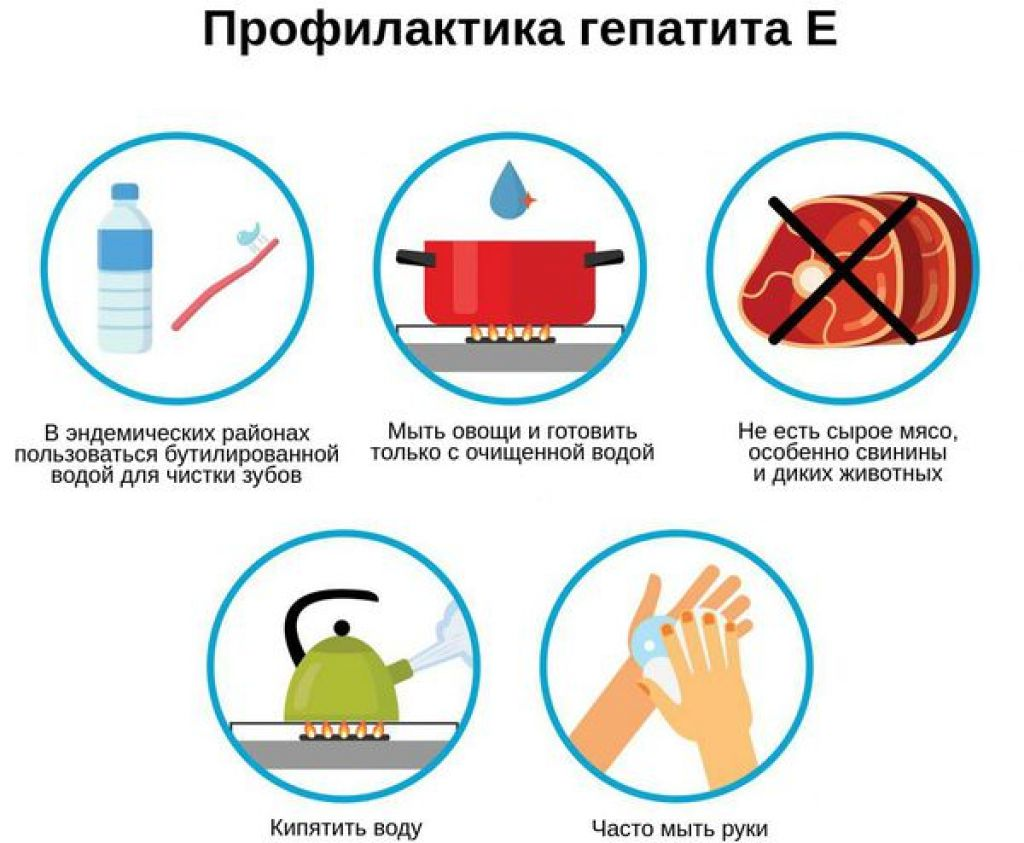 Профилактика гепатита Е
В эндемических районах
пользоваться бутилированной
водой для чистки зубов
Мыть овощи и готовить
только с очищенной водой
Не есть сырое мясо,
особенно свинины
и диких животных
Кипятить воду
Часто мыть руки